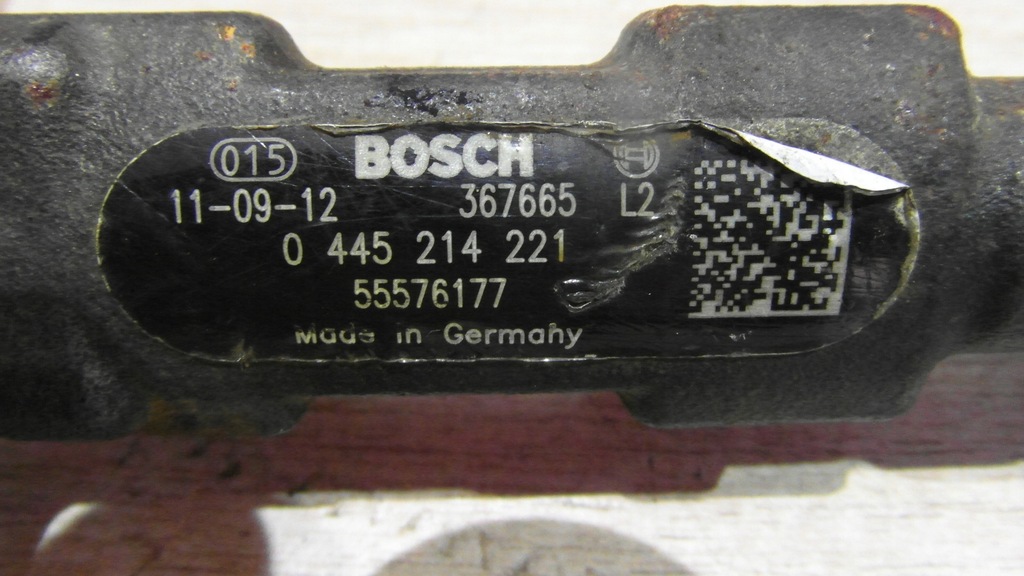 015 BOSCH
11-09-12 367665 L2
0 445 214 221
55576177
Made in Germany